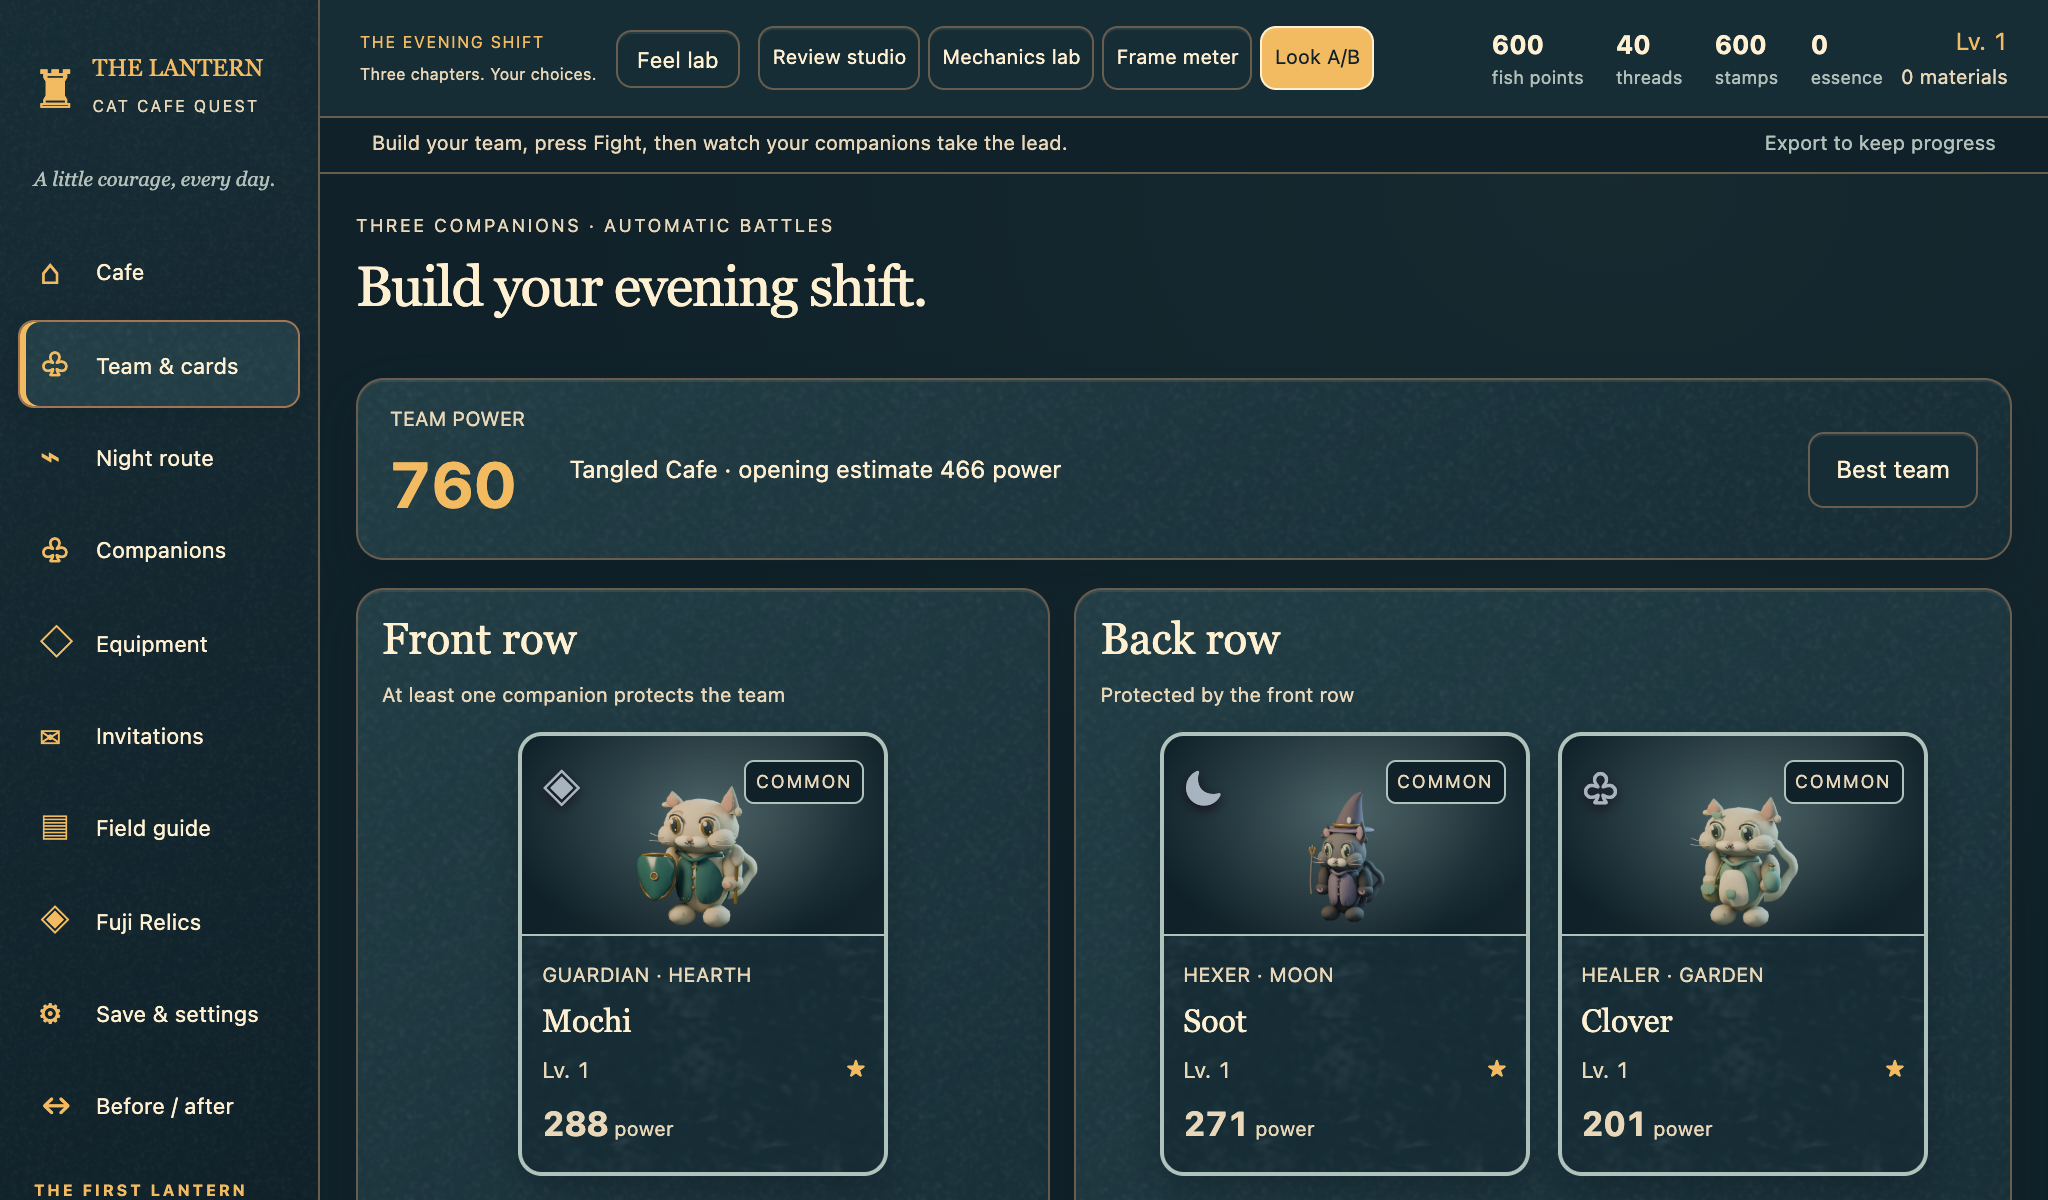 THE LANTERN
CAT CAFE QUEST
A little courage, every day.
Cafe
Team & cards
Night route
Companions
Equipment
Invitations
Field guide
Fuji Relics
Save & settings
Before / after
THE FIRST LANTERN
THE EVENING SHIFT
Three chapters. Your choices.
Feel lab
Review studio
Mechanics lab
Frame meter
Look A/B
600
fish points
40
threads
600
stamps
0
essence
Lv. 1
0 materials
Build your team, press Fight, then watch your companions take the lead.
Export to keep progress
THREE COMPANIONS · AUTOMATIC BATTLES
Build your evening shift.
TEAM POWER
760
Tangled Cafe · opening estimate 466 power
Best team
Front row
At least one companion protects the team
COMMON
GUARDIAN · HEARTH
Mochi
Lv. 1
288 power
Back row
Protected by the front row
COMMON
HEXER · MOON
Soot
Lv. 1
271 power
COMMON
HEALER · GARDEN
Clover
Lv. 1
201 power